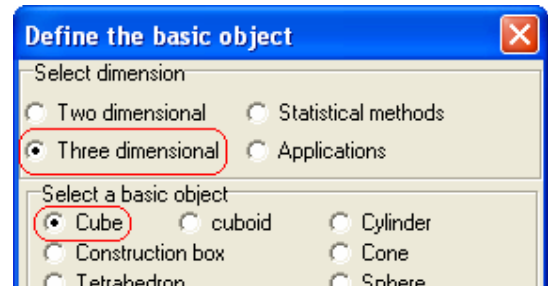 Define the basic object
Select dimension
Two dimensional Statistical methods
Three dimensional Applications
Select a basic object
Cube cuboid Cylinder
Construction box Cone
Tetrahedron Sphere